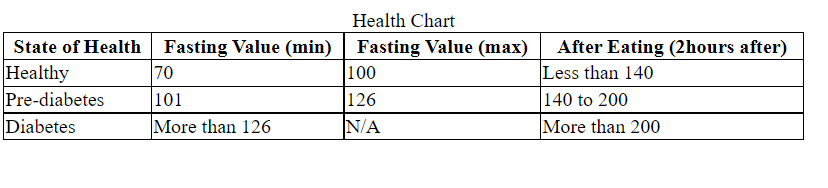 Health Chart
State of Health Fasting Value (min) Fasting Value (max) After Eating (2hours after)
Healthy 70 100 Less than 140
Pre-diabetes 101 126 140 to 200
Diabetes More than 126 N/A More than 200